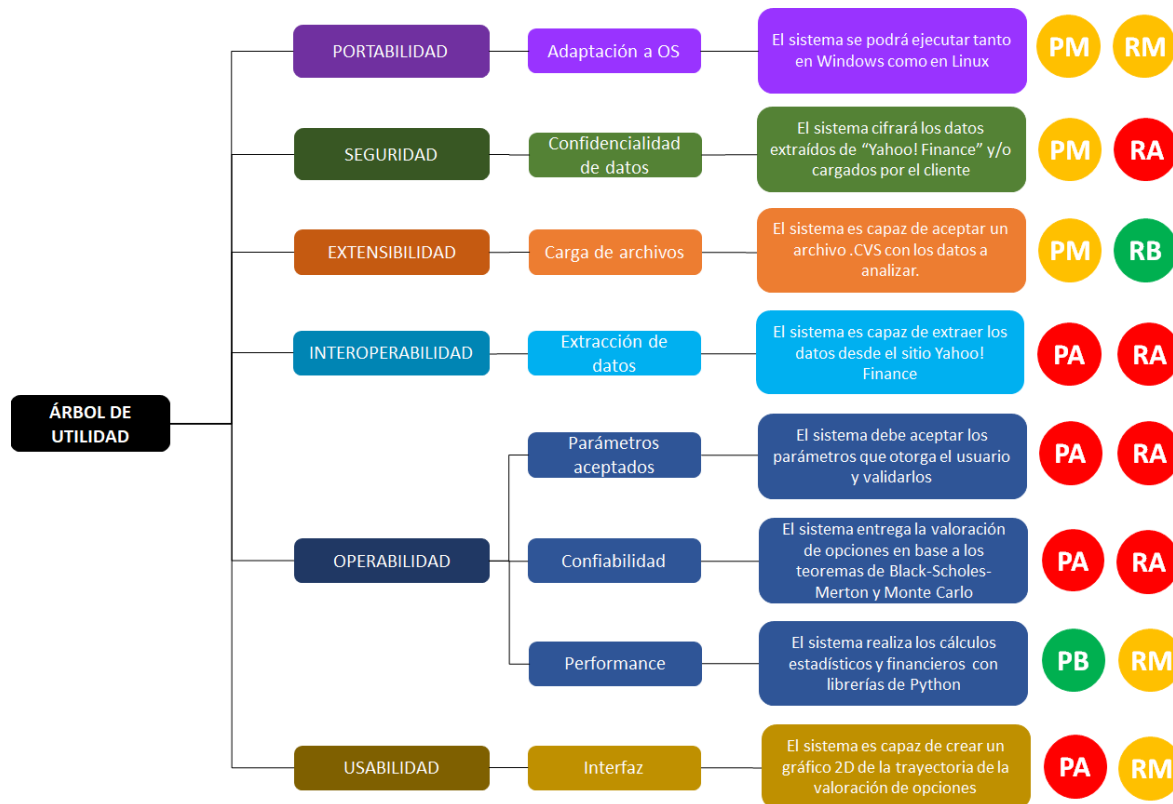 PORTABILIDAD
Adaptación a OS
El sistema se podrá ejecutar tanto
en Windows como en Linux
PM
RM
SEGURIDAD
Confidencialidad
de datos
El sistema cifrará los datos
extraídos de “Yahoo! Finance” y/o
cargados por el cliente
PM
RA
EXTENSIBILIDAD
Carga de archivos
El sistema es capaz de aceptar un
archivo .CVS con los datos a
analizar.
PM
RB
INTEROPERABILIDAD
Extracción de
datos
El sistema es capaz de extraer los
datos desde el sitio Yahoo!
Finance
PA
RA
ÁRBOL DE
UTILIDAD
Parámetros
aceptados
El sistema debe aceptar los
parámetros que otorga el usuario
y validarlos
PA
RA
OPERABILIDAD
Confiabilidad
El sistema entrega la valoración
de opciones en base a los
teoremas de Black-Scholes-
Merton y Monte Carlo
PA
RA
Performance
El sistema realiza los cálculos
estadísticos y financieros con
librerías de Python
PB
RM
USABILIDAD
Interfaz
El sistema es capaz de crear un
gráfico 2D de la trayectoria de la
valoración de opciones
PA
RM